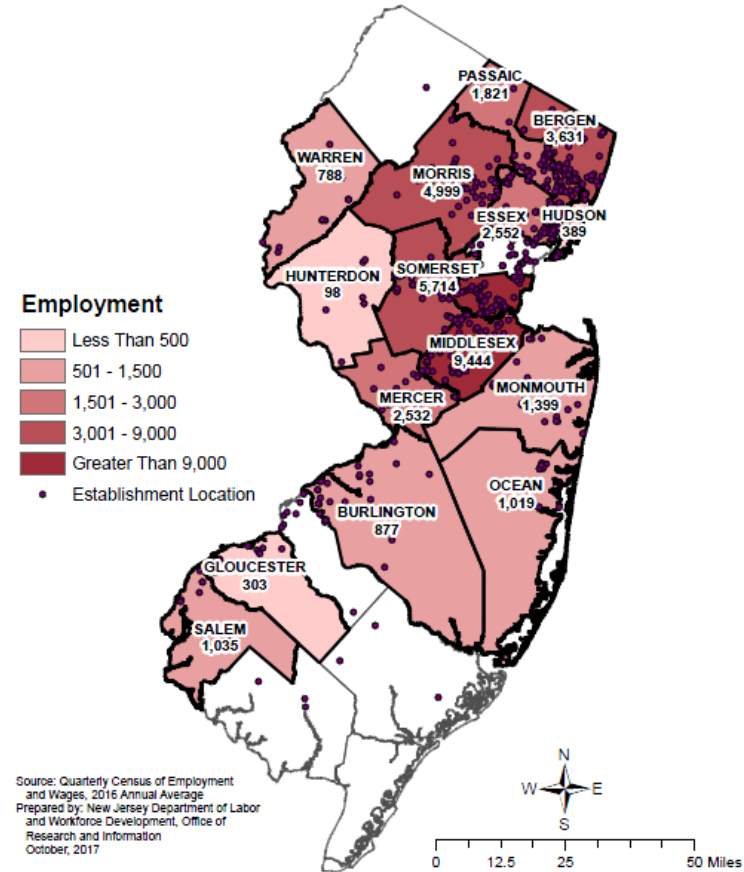 PASSAIC
1,821
BERGEN
3,631
WARREN
788
MORRIS
4,999
ESSEX
2,552
HUDSON
389
HUNTERDON
98
SOMERSET
5,714
MIDDLESEX
9,444
MERCER
2,532
MONMOUTH
1,399
OCEAN
1,019
BURLINGTON
877
GLOUCESTER
303
SALEM
1,035
Employment
Less Than 500
501 - 1,500
1,501 - 3,000
3,001 - 9,000
Greater Than 9,000
Establishment Location
Source: Quarterly Census of Employment
and Wages, 2016 Annual Average
Prepared by: New Jersey Department of Labor
and Workforce Development, Office of
Research and Information
October, 2017
N
W E
S
0 12.5 25 50 Miles